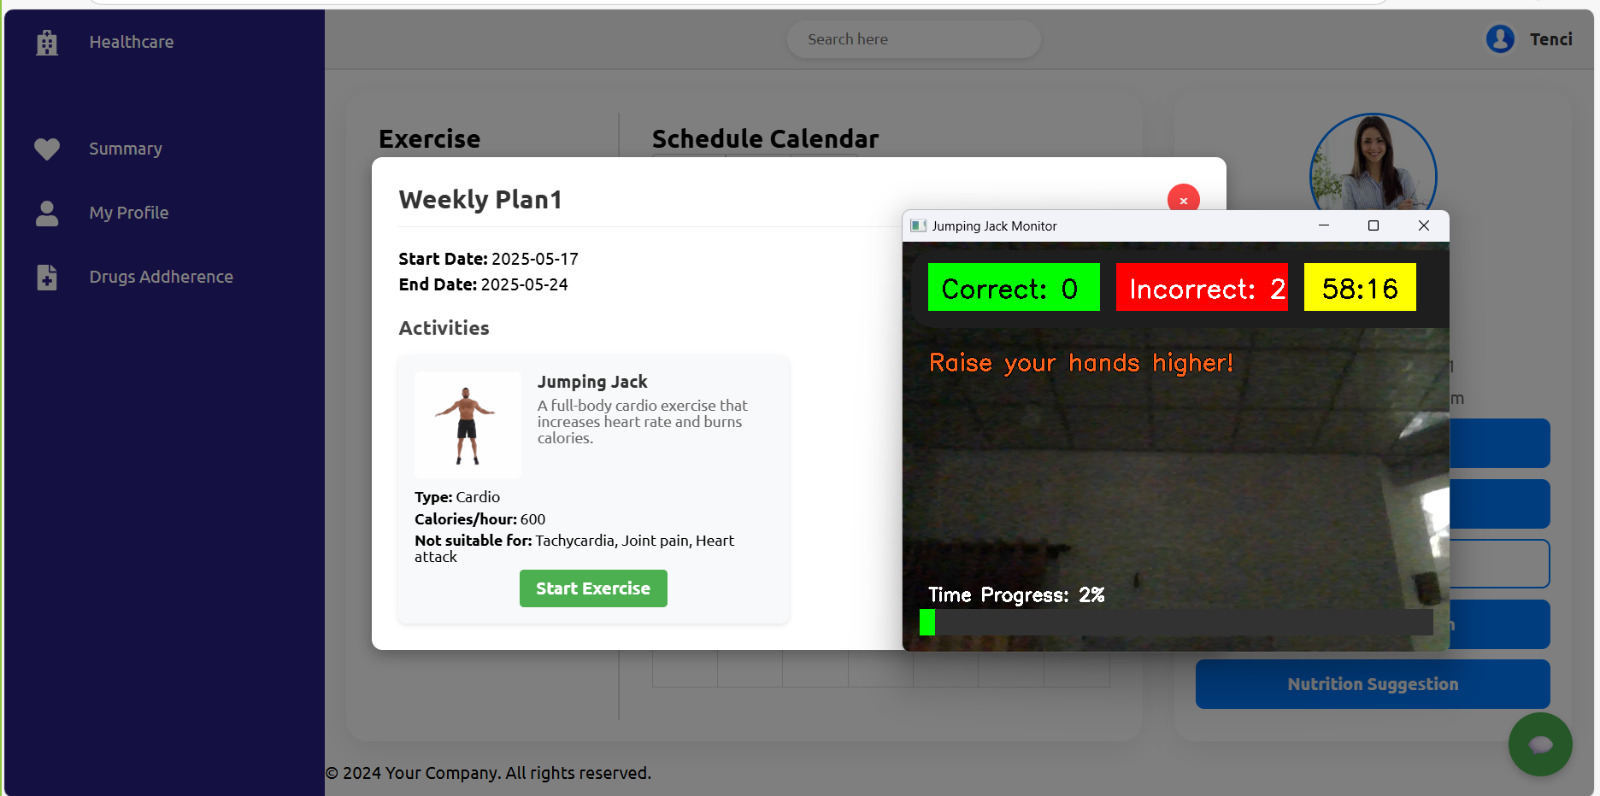 Healthcare
Summary
My Profile
Drugs Addherence
Search here
Tenci
Exercise
Schedule Calendar
Weekly Plan1
×
Start Date: 2025-05-17
End Date: 2025-05-24
Activities
Jumping Jack
A full-body cardio exercise that
increases heart rate and burns
calories.
Type: Cardio
Calories/hour: 600
Not suitable for: Tachycardia, Joint pain, Heart
attack
Start Exercise
Jumping Jack Monitor
Correct: 0
Incorrect: 2
58:16
Raise your hands higher!
Time Progress: 2%
Nutrition Suggestion
© 2024 Your Company. All rights reserved.